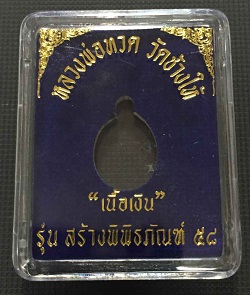 หลวงพ่อทวด วัดช้างให้
"เนื้อเงิน"
รุ่น สร้างพิพิธภัณฑ์ ๕๘